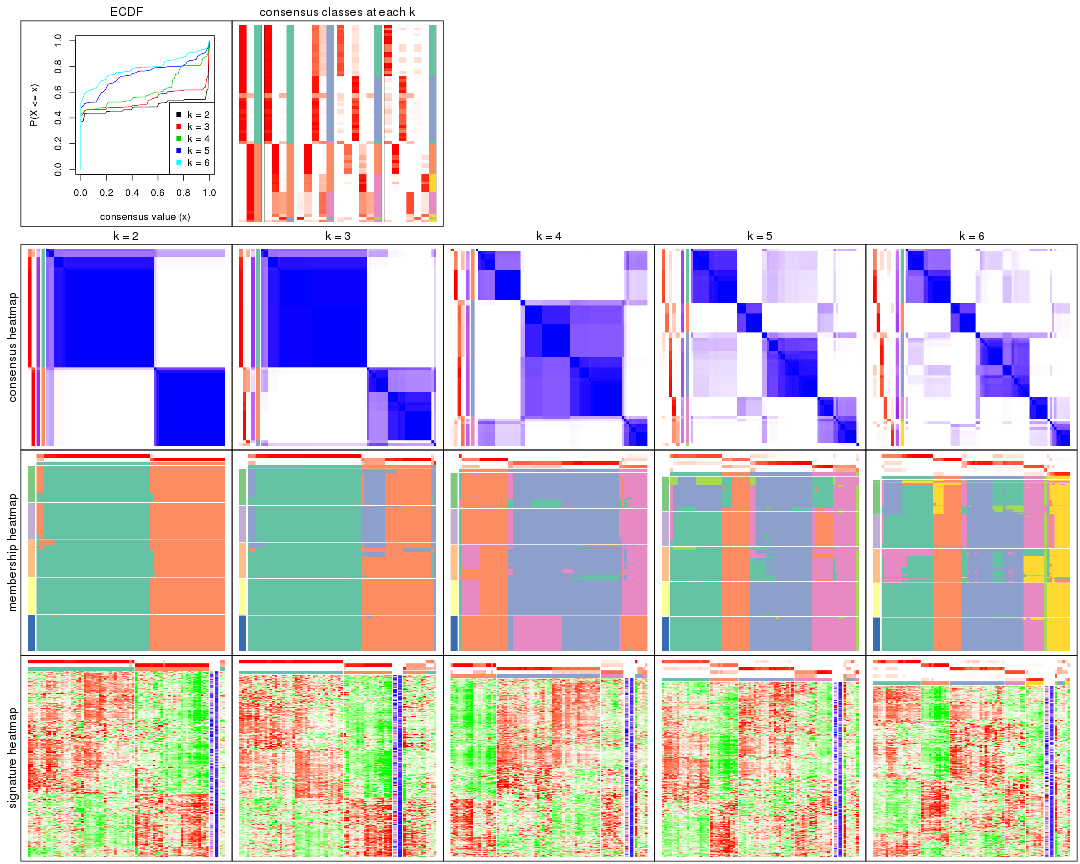 ECDF
consensus classes at each k
P(X <= x)
1.0
0.8
0.6
0.4
0.2
0.0
k = 2
k = 3
k = 4
k = 5
k = 6
0.0 0.2 0.4 0.6 0.8 1.0
consensus value (x)
k = 2 k = 3 k = 4 k = 5 k = 6
consensus heatmap
membership heatmap
signature heatmap